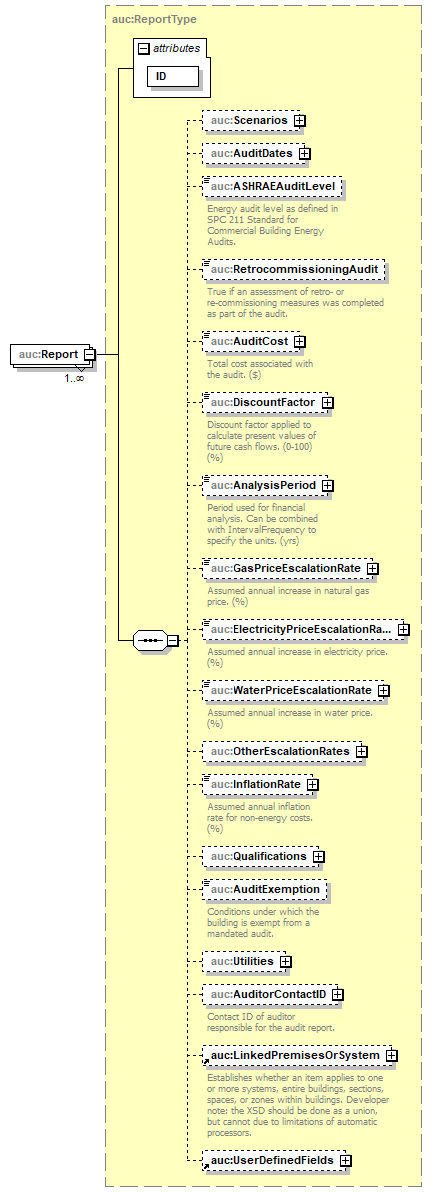 auc:ReportType
attributes
ID
auc:Scenarios
auc:AuditDates
auc:ASHRAEAuditLevel
Energy audit level as defined in
SPC 211 Standard for
Commercial Building Energy
Audits.
auc:RetrocommissioningAudit
True if an assessment of retro- or
re-commissioning measures was completed
as part of the audit.
auc:Report
1..∞
auc:AuditCost
Total cost associated with
the audit. ($)
auc:DiscountFactor
Discount factor applied to
calculate present values of
future cash flows. (0-100)
(%)
auc:AnalysisPeriod
Period used for financial
analysis. Can be combined
with IntervalFrequency to
specify the units. (yrs)
auc:GasPriceEscalationRate
Assumed annual increase in natural gas
price. (%)
auc:ElectricityPriceEscalationRa...
Assumed annual increase in electricity price.
(%)
auc:WaterPriceEscalationRate
Assumed annual increase in water price.
(%)
auc:OtherEscalationRates
auc:InflationRate
Assumed annual inflation
rate for non-energy costs.
(%)
auc:Qualifications
auc:AuditExemption
Conditions under which the
building is exempt from a
mandated audit.
auc:Utilities
auc:AuditorContactID
Contact ID of auditor
responsible for the audit report.
auc:LinkedPremisesOrSystem
Establishes whether an item applies to one
or more systems, entire buildings, sections,
spaces, or zones within buildings. Developer
note: the XSD should be done as a union,
but cannot due to limitations of automatic
processors.
auc:UserDefinedFields